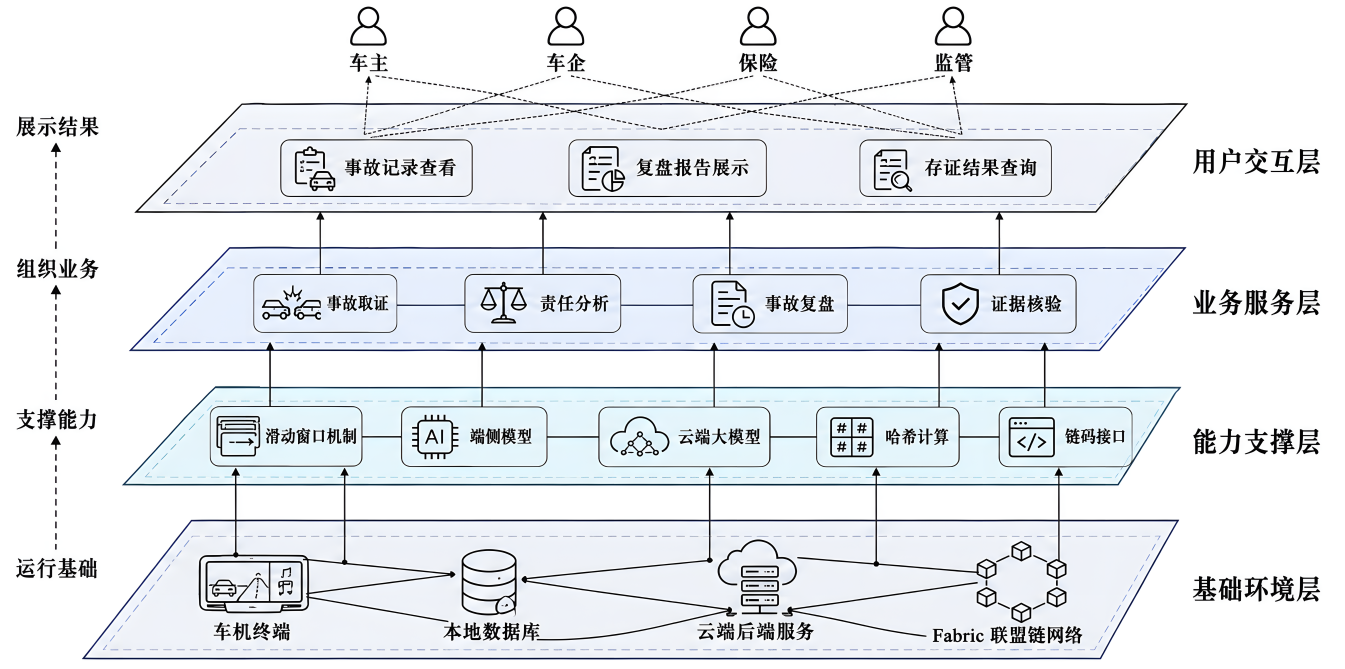 车主
车企
保险
监管
展示结果
事故记录查看
复盘报告展示
存证结果查询
用户交互层
组织业务
事故取证
责任分析
事故复盘
证据核验
业务服务层
支撑能力
滑动窗口机制
AI
端侧模型
云端大模型
# #
# #
哈希计算
</>
链码接口
能力支撑层
运行基础
车机终端
本地数据库
云端后端服务
Fabric 联盟链网络
基础环境层